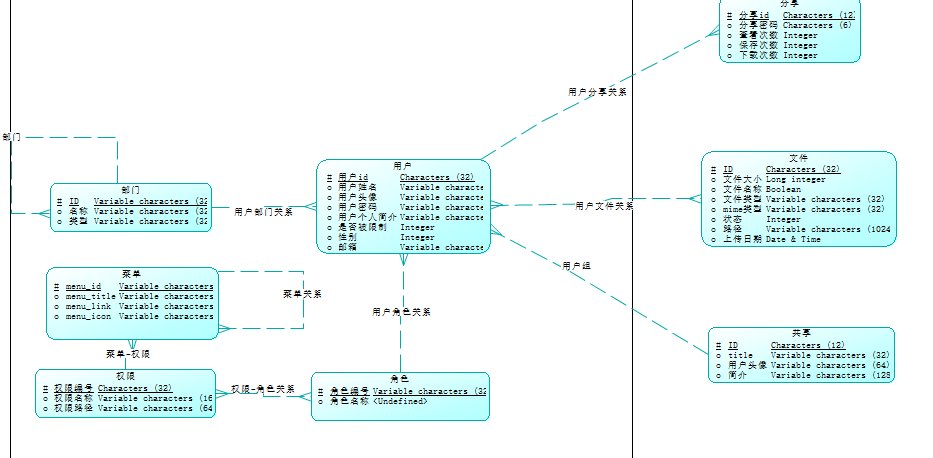 分享
# 分享id Characters (12)
o 分享密码 Characters (6)
o 查看次数 Integer
o 保存次数 Integer
o 下载次数 Integer
用户分享关系
部门
部门
# ID Variable characters (32
o 名称 Variable characters (32
o 类型 Variable characters (32
用户部门关系
用户
# 用户id Characters (32)
o 用户姓名 Variable characte
o 用户头像 Variable characte
o 用户密码 Variable characte
o 用户个人简介 Variable characte
o 是否被限制 Integer
o 性别 Integer
o 邮箱 Variable characte
用户文件关系
文件
# ID Characters (32)
o 文件大小 Long integer
o 文件名称 Boolean
o 文件类型 Variable characters (32)
o mime类型 Variable characters (32)
o 状态 Integer
o 路径 Variable characters (1024
o 上传日期 Date & Time
菜单
# menu_id Variable characters
o menu_title Variable characters
o menu_link Variable characters
o menu_icon Variable characters
菜单关系
用户组
用户角色关系
共享
# ID Characters (12)
o title Variable characters (32)
o 用户头像 Variable characters (64)
o 简介 Variable characters (128
菜单-权限
权限
# 权限编号 Characters (32)
o 权限名称 Variable characters (16
o 权限路径 Variable characters (64
权限-角色关系
角色
# 角色编号 Variable characters (32
o 角色名称 <Undefined>